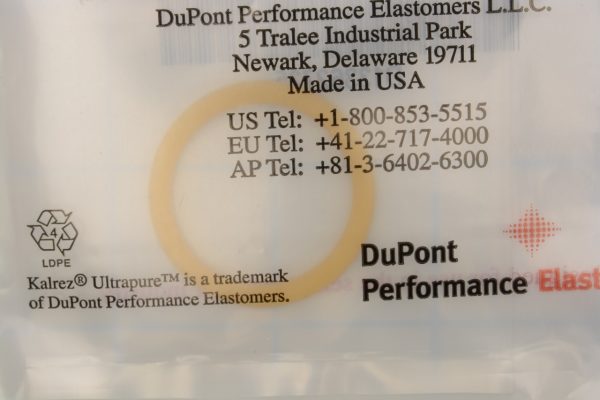 DuPont Performance Elastomers L.L.C.
5 Tralee Industrial Park
Newark, Delaware 19711
Made in USA
US Tel: +1-800-853-5515
EU Tel: +41-22-717-4000
AP Tel: +81-3-6402-6300
4
LDPE
Kalrez® Ultrapure™ is a trademark
of DuPont Performance Elastomers.
DuPont
Performance Elast